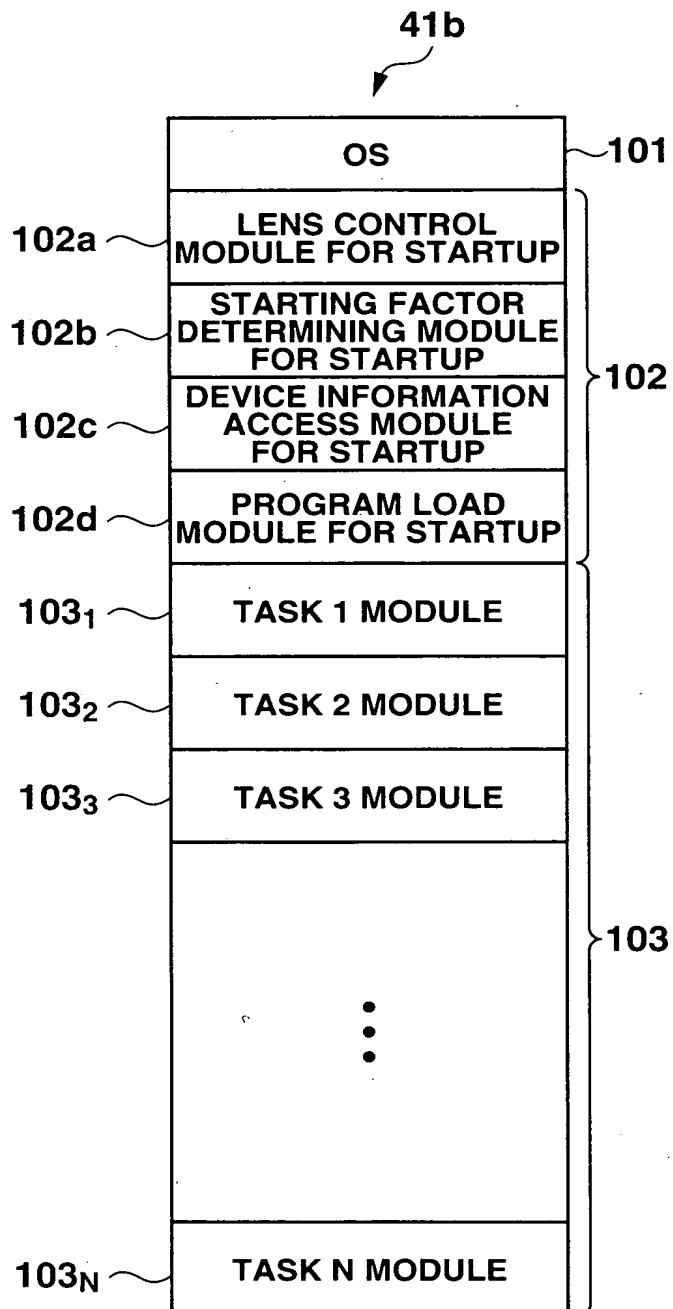 41b
OS
101
102a
LENS CONTROL
MODULE FOR STARTUP
102b
STARTING FACTOR
DETERMINING MODULE
FOR STARTUP
102
102c
DEVICE INFORMATION
ACCESS MODULE
FOR STARTUP
102d
PROGRAM LOAD
MODULE FOR STARTUP
103₁
TASK 1 MODULE
103₂
TASK 2 MODULE
103₃
TASK 3 MODULE
103
103N
TASK N MODULE